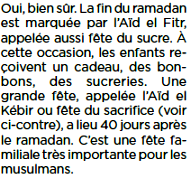 Oui, bien sûr. La fin du ramadan
est marquée par l'Aïd el Fitr,
appelée aussi fête du sucre. À
cette occasion, les enfants re-
çoivent un cadeau, des bon-
bons, des sucreries. Une
grande fête, appelée l'Aïd el
Kébir ou fête du sacrifice (voir
ci-contre), a lieu 40 jours après
le ramadan. C'est une fête fa-
miliale très importante pour les
musulmans.